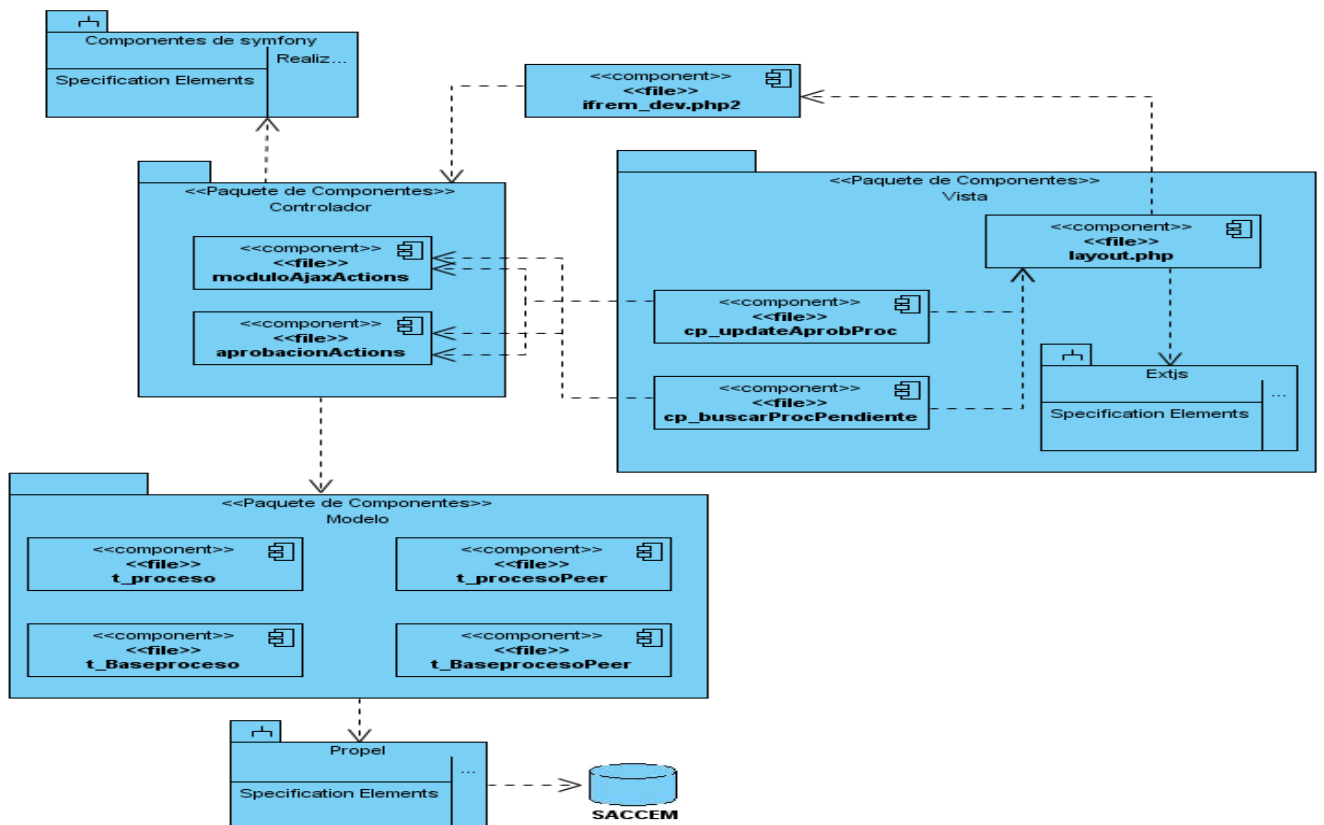 Componentes de symfony
Realiz...
Specification Elements
<<component>>
<<file>>
ifrem_dev.php2
<<Paquete de Componentes>>
Controlador
<<component>>
<<file>>
moduloAjaxActions
<<component>>
<<file>>
aprobacionActions
<<Paquete de Componentes>>
Vista
<<component>>
<<file>>
layout.php
<<component>>
<<file>>
cp_updateAprobProc
<<component>>
<<file>>
cp_buscarProcPendiente
Extjs
...
Specification Elements
<<Paquete de Componentes>>
Modelo
<<component>>
<<file>>
t_proceso
<<component>>
<<file>>
t_procesoPeer
<<component>>
<<file>>
t_Baseproceso
<<component>>
<<file>>
t_BaseprocesoPeer
Propel
...
Specification Elements
SACCEM